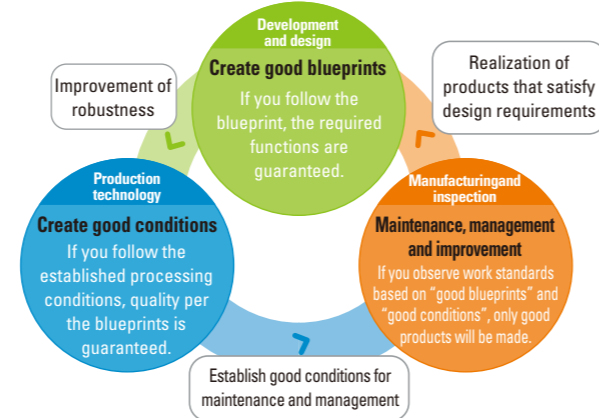 Development
and design
Create good blueprints
If you follow the
blueprint, the required
functions are
guaranteed.
Improvement of
robustness
Realization of
products that satisfy
design requirements
Production
technology
Create good conditions
If you follow the
established processing
conditions, quality per
the blueprints is
guaranteed.
Manufacturingand
inspection
Maintenance, management
and improvement
If you observe work standards
based on “good blueprints” and
“good conditions”, only good
products will be made.
Establish good conditions for
maintenance and management